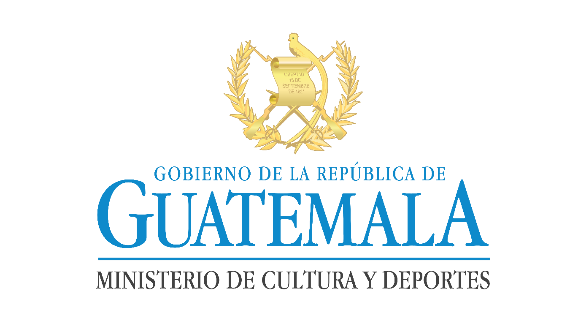 GOBIERNO DE LA REPÚBLICA DE
GUATEMALA
MINISTERIO DE CULTURA Y DEPORTES